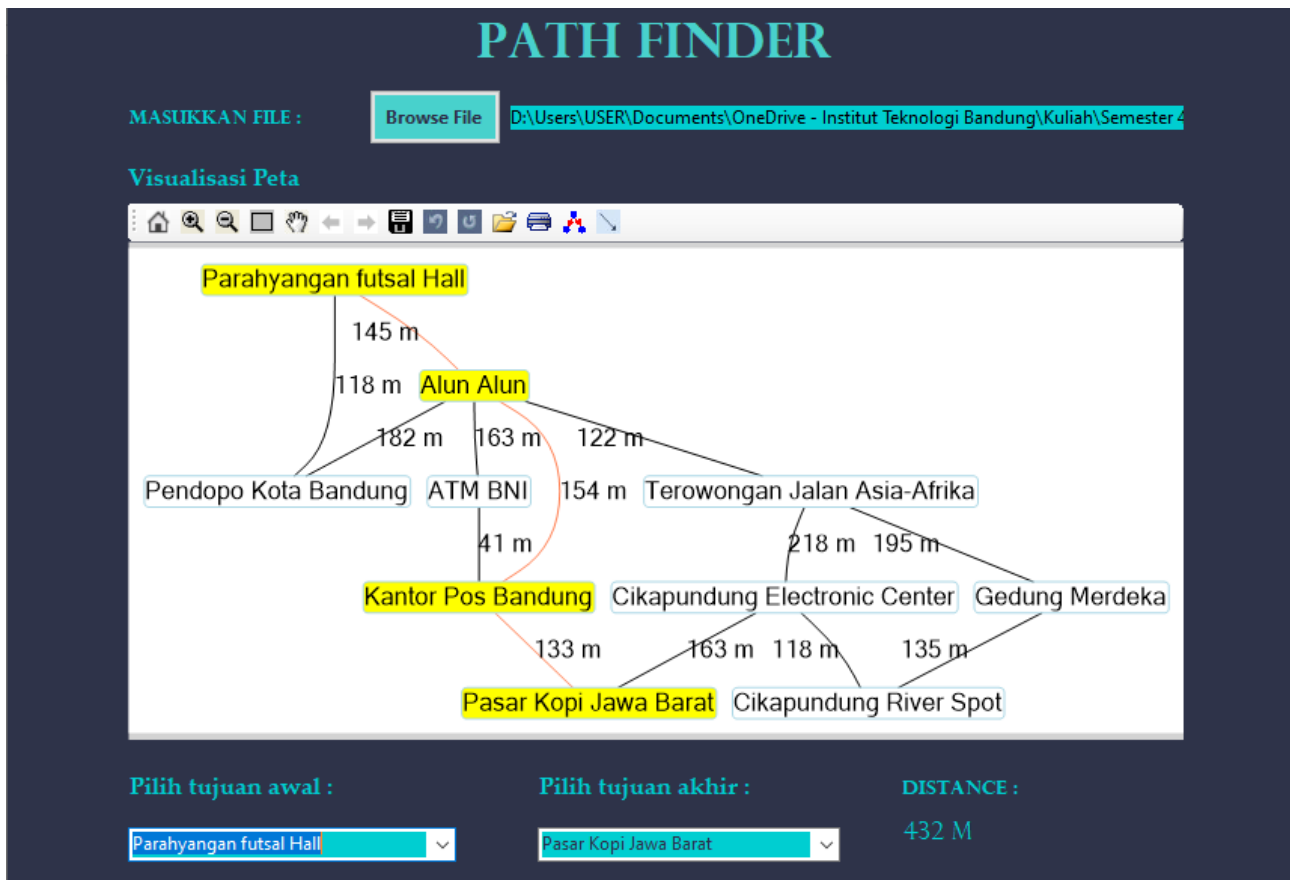 PATH FINDER
MASUKKAN FILE :
Browse File
D:\Users\USER\Documents\OneDrive - Institut Teknologi Bandung\Kuliah\Semester 4
Visualisasi Peta
Parahyangan futsal Hall
145 m
118 m
Alun Alun
182 m
163 m
122 m
Pendopo Kota Bandung
ATM BNI
154 m
Terowongan Jalan Asia-Afrika
41 m
218 m
195 m
Kantor Pos Bandung
Cikapundung Electronic Center
Gedung Merdeka
133 m
163 m
118 m
135 m
Pasar Kopi Jawa Barat
Cikapundung River Spot
Pilih tujuan awal :
Pilih tujuan akhir :
DISTANCE :
Parahyangan futsal Hall
Pasar Kopi Jawa Barat
432 M